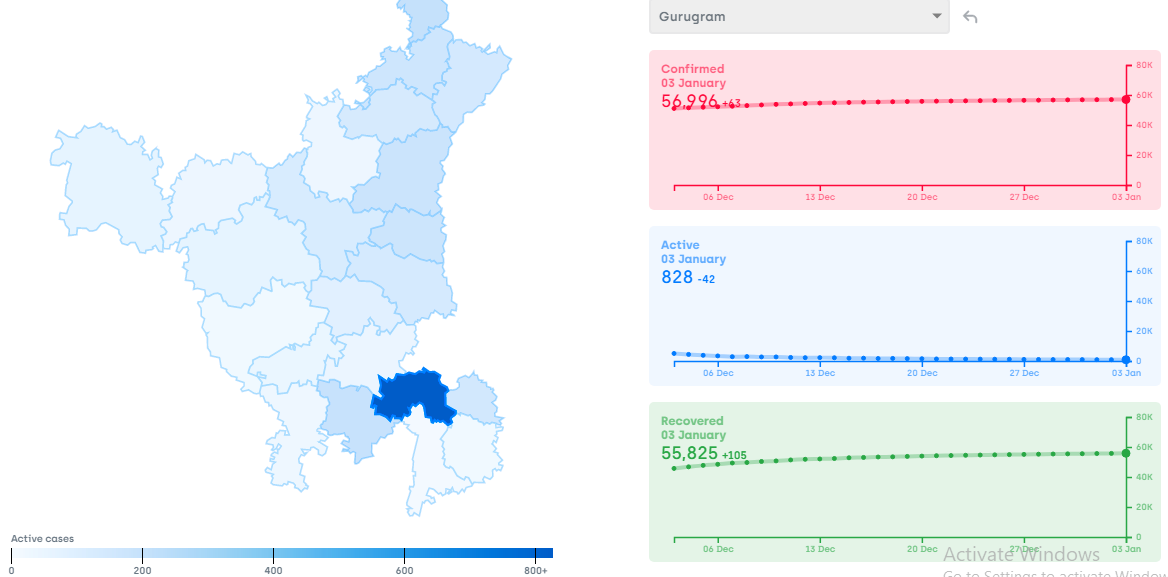 Gurugram
Confirmed
03 January
56,996 +63
80K
60K
40K
20K
0
06 Dec
13 Dec
20 Dec
27 Dec
03 Jan
Active
03 January
828 -42
80K
60K
40K
20K
0
06 Dec
13 Dec
20 Dec
27 Dec
03 Jan
Recovered
03 January
55,825 +105
80K
60K
40K
20K
0
06 Dec
13 Dec
20 Dec
27 Dec
03 Jan
Active cases
0
200
400
600
800+
Activate Windows
Go to Settings to activate Window